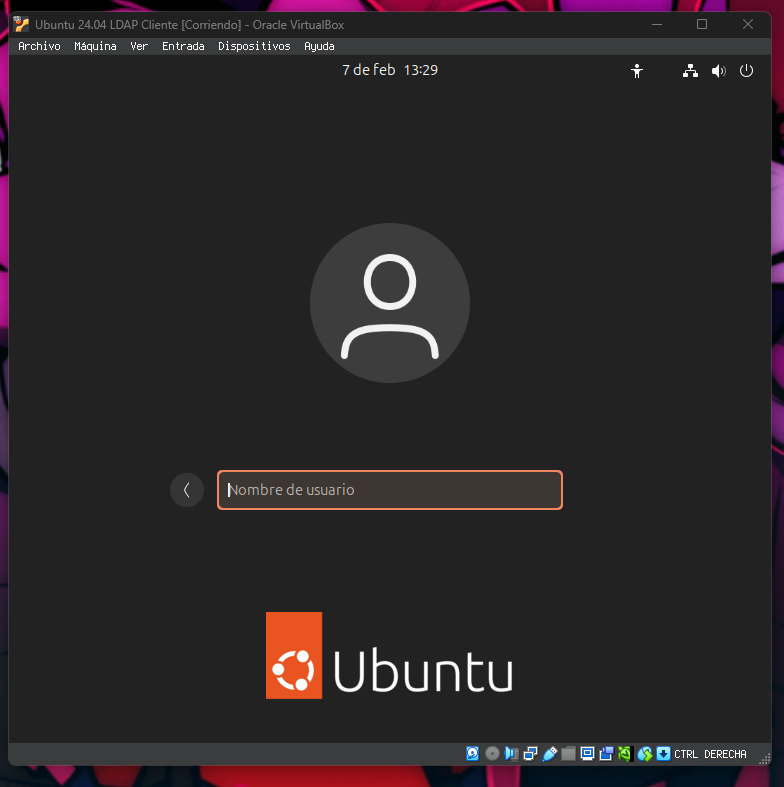 Ubuntu 24.04 LDAP Cliente [Corriendo] - Oracle VirtualBox
Archivo Máquina Ver Entrada Dispositivos Ayuda
7 de feb 13:29
Nombre de usuario
Ubuntu
CTRL DERECHA